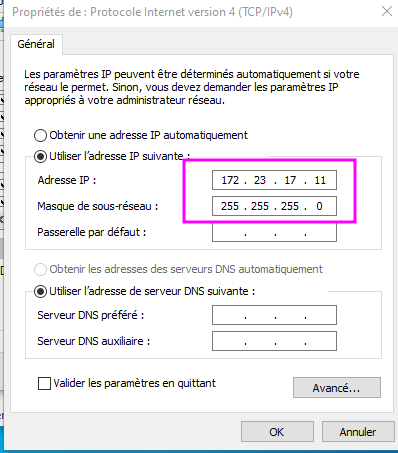 Propriétés de : Protocole Internet version 4 (TCP/IPv4)
Général
Les paramètres IP peuvent être déterminés automatiquement si votre
réseau le permet. Sinon, vous devez demander les paramètres IP
appropriés à votre administrateur réseau.
Obtenir une adresse IP automatiquement
Utiliser l'adresse IP suivante :
Adresse IP : 172 . 23 . 17 . 11
Masque de sous-réseau : 255 . 255 . 255 . 0
Passerelle par défaut : . . .
Obtenir les adresses des serveurs DNS automatiquement
Utiliser l'adresse de serveur DNS suivante :
Serveur DNS préféré : . . .
Serveur DNS auxiliaire : . . .
Valider les paramètres en quittant
Avancé...
OK Annuler